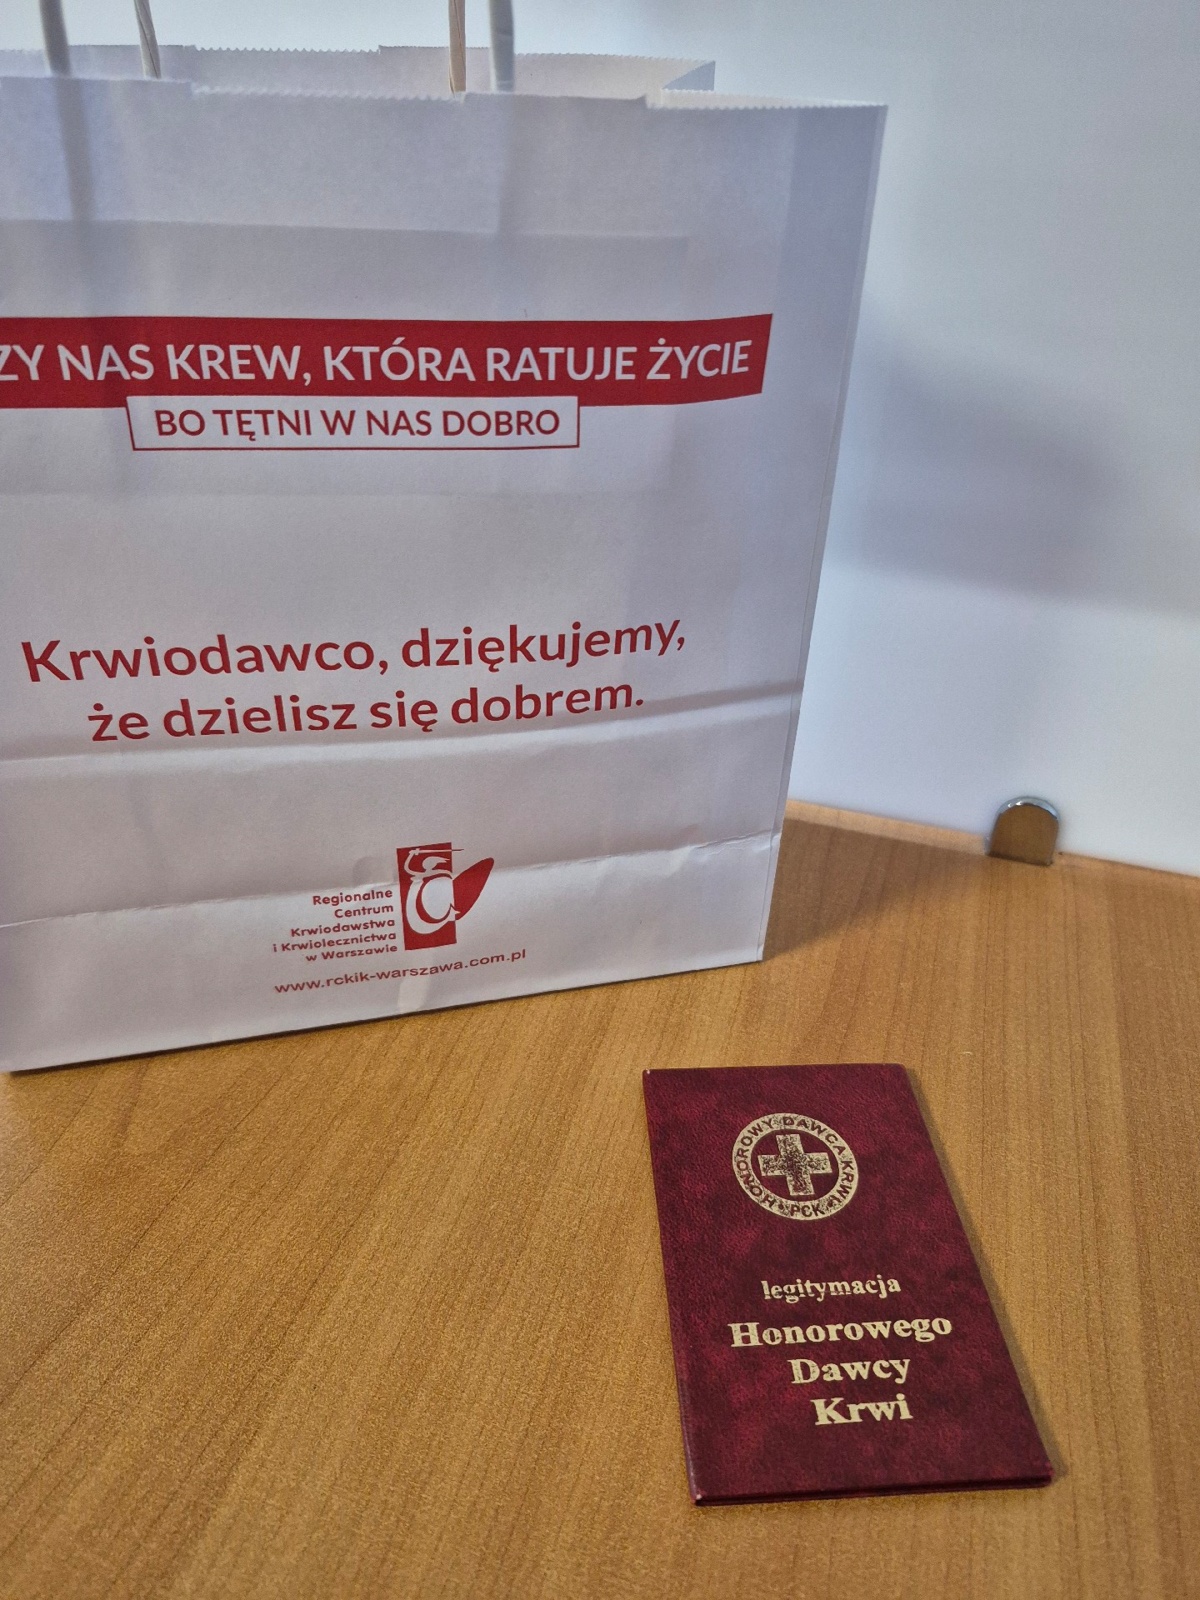 ZY NAS KREW, KTÓRA RATUJE ŻYCIE
BO TĘTNI W NAS DOBRO
Krwiodawco, dziękujemy,
że dzielisz się dobrem.
Regionalne
Centrum
Krwiodawstwa
i Krwiolecznictwa
w Warszawie
www.rckik-warszawa.com.pl
HONOROWY DAWCA KRWI
PCK
legitymacja
Honorowego
Dawcy
Krwi